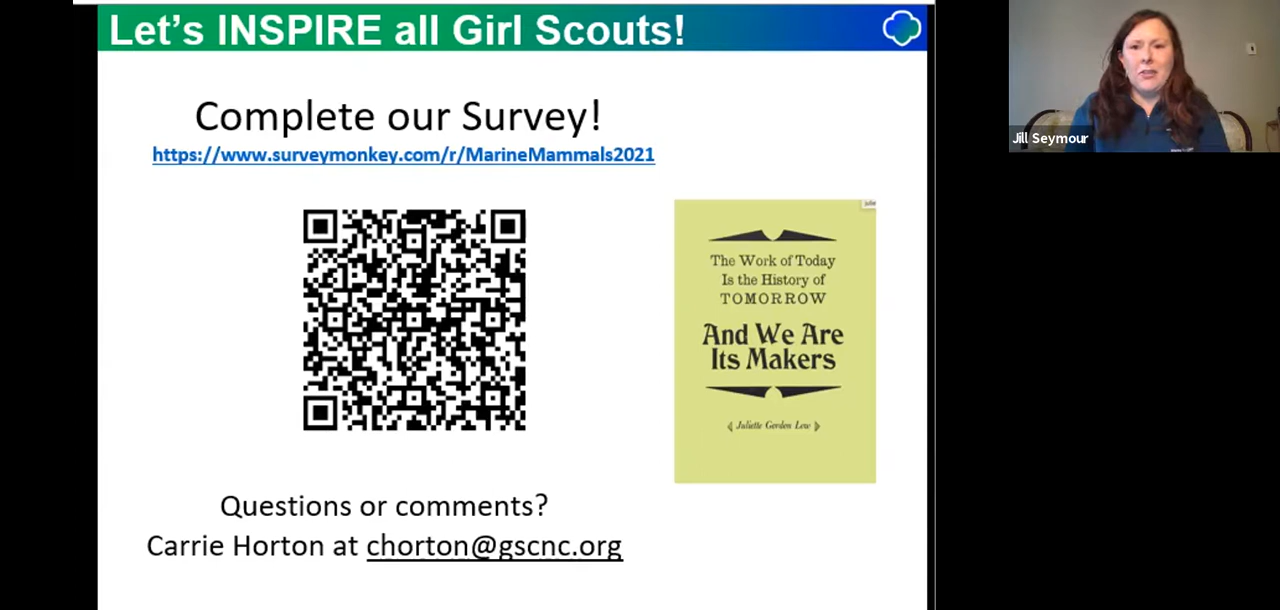 Let's INSPIRE all Girl Scouts!
Complete our Survey!
https://www.surveymonkey.com/r/MarineMammals2021
The Work of Today
Is the History of
TOMORROW
And We Are
Its Makers
Juliette Gordon Low
Questions or comments?
Carrie Horton at chorton@gscnc.org
Jill Seymour